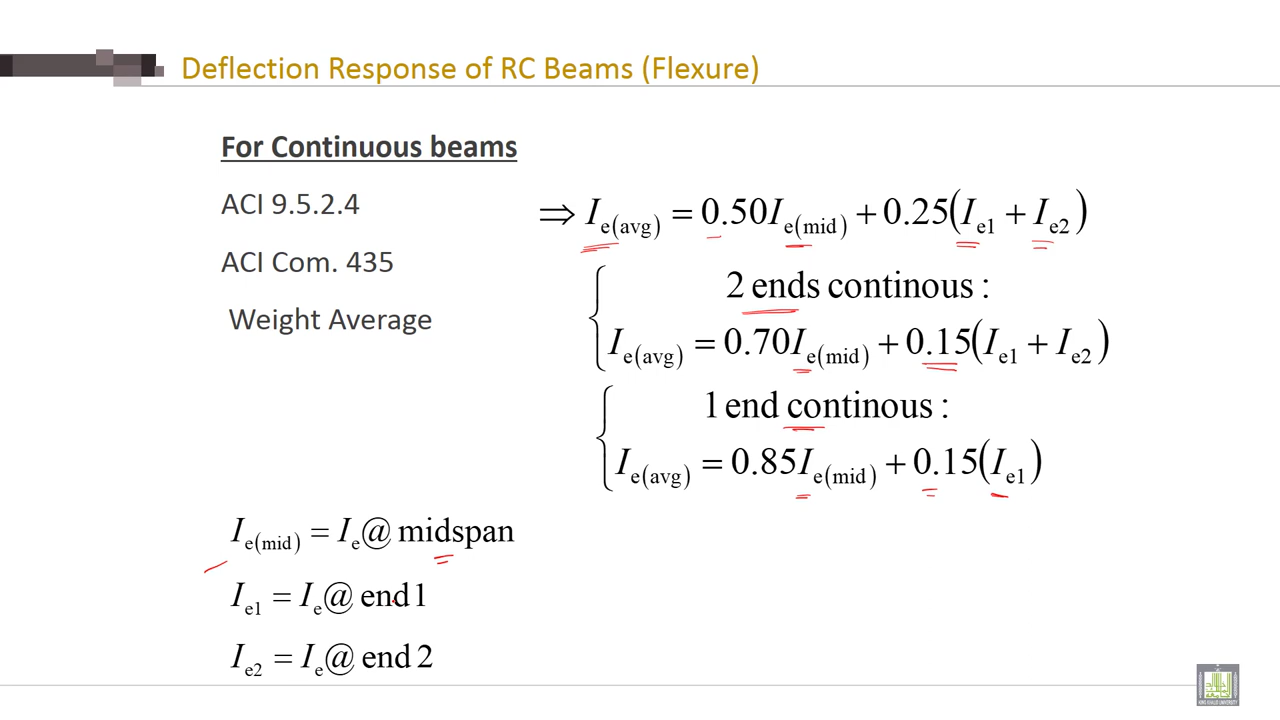 Deflection Response of RC Beams (Flexure)
For Continuous beams
ACI 9.5.2.4
⇒ I_e(avg) = 0.50I_e(mid) + 0.25(I_e1 + I_e2)
ACI Com. 435
2 ends continous :
Weight Average
I_e(avg) = 0.70I_e(mid) + 0.15(I_e1 + I_e2)
1 end continous :
I_e(avg) = 0.85I_e(mid) + 0.15(I_e1)
I_e(mid) = I_e@ midspan
I_e1 = I_e@ end 1
I_e2 = I_e@ end 2
KING KHALID UNIVERSITY